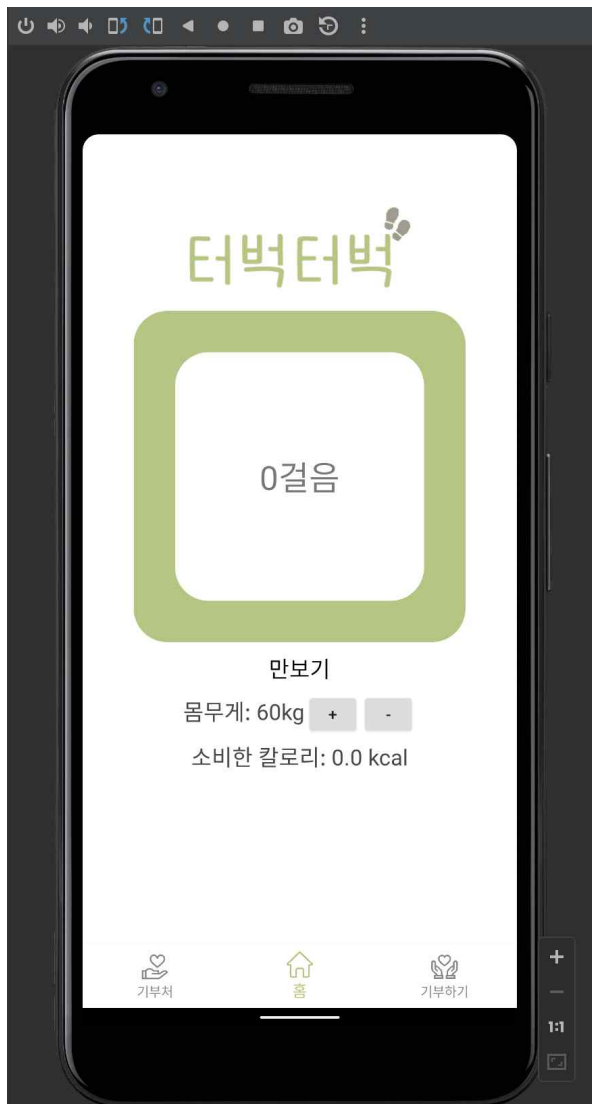 터벅터벅
0걸음
만보기
몸무게: 60kg + -
소비한 칼로리: 0.0 kcal
기부처 홈 기부하기
1:1